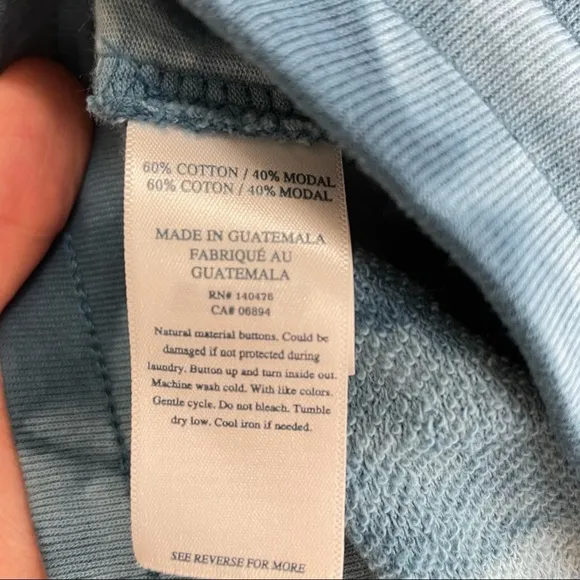 60% COTTON / 40% MODAL
60% COTON / 40% MODAL
MADE IN GUATEMALA
FABRIQUÉ AU
GUATEMALA
RN# 140476
CA# 06894
Natural material buttons. Could be
damaged if not protected during
laundry. Button up and turn inside out.
Machine wash cold. With like colors.
Gentle cycle. Do not bleach. Tumble
dry low. Cool iron if needed.
SEE REVERSE FOR MORE